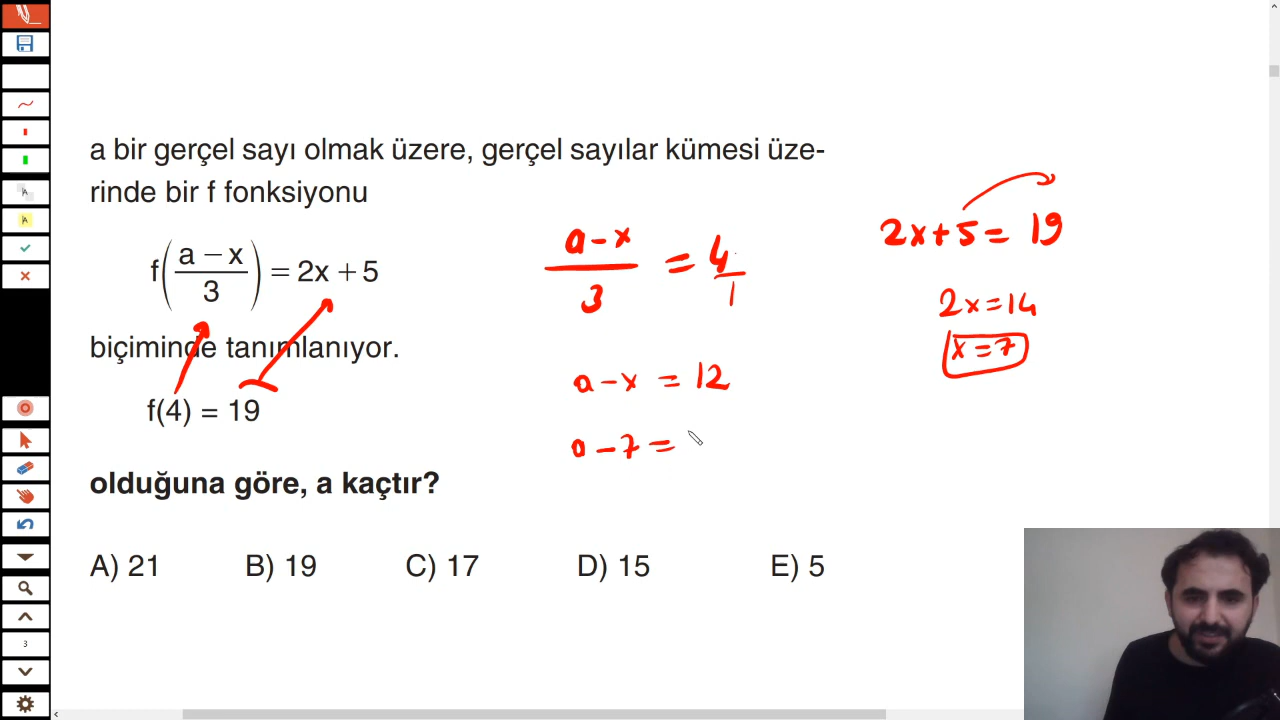 a bir gerçel sayı olmak üzere, gerçel sayılar kümesi üze-
rinde bir f fonksiyonu
f((a − x)/3) = 2x + 5
biçiminde tanımlanıyor.
f(4) = 19
olduğuna göre, a kaçtır?
A) 21 B) 19 C) 17 D) 15 E) 5
(a-x)/3 = 4/1
a-x = 12
a-7 =
2x+5 = 19
2x=14
x=7
A
A
3